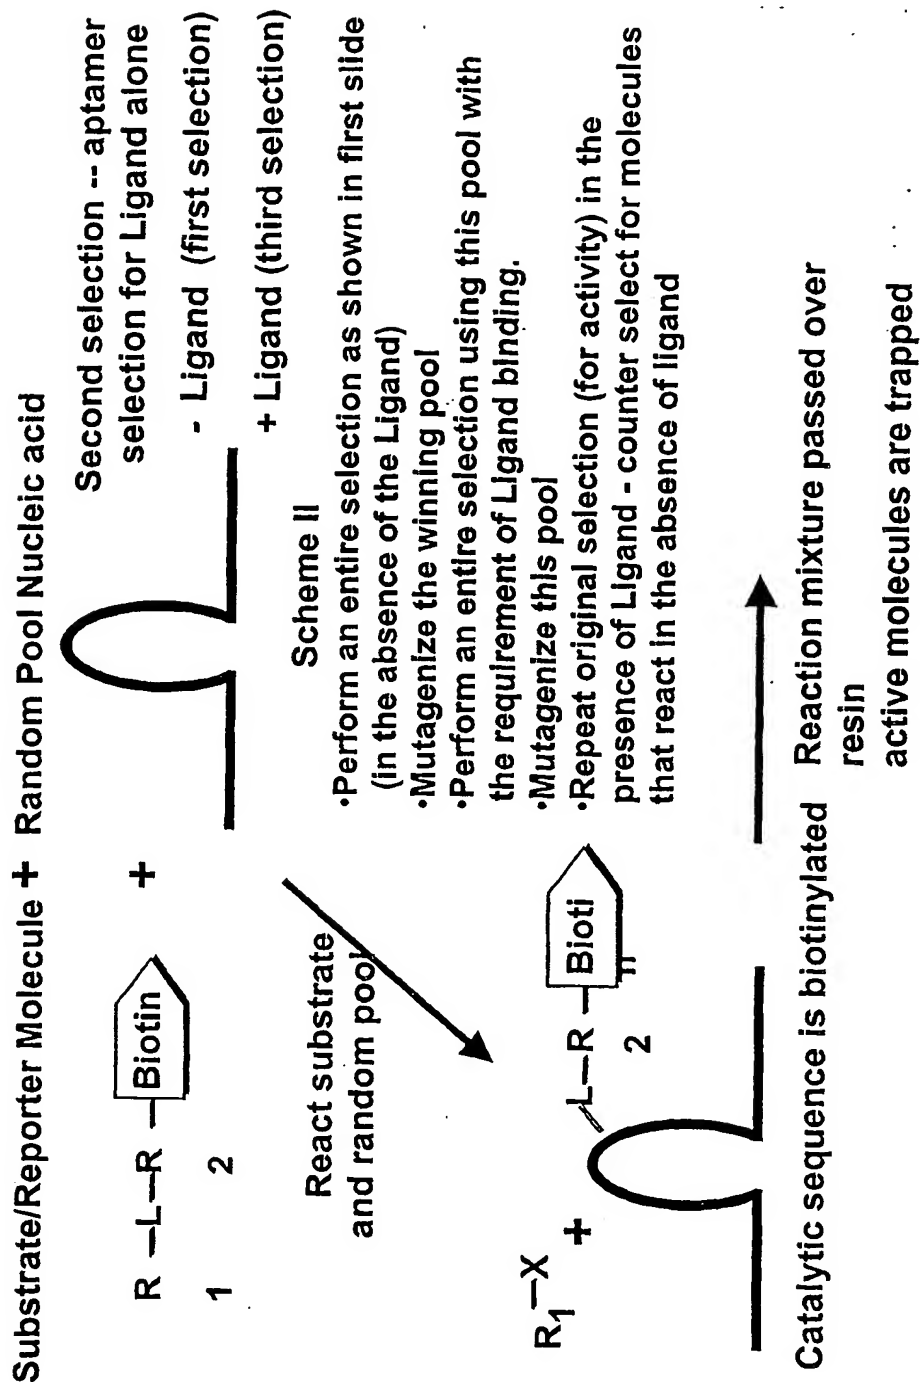 Substrate/Reporter Molecule + Random Pool Nucleic acid
Second selection -- aptamer
selection for Ligand alone
- Ligand (first selection)
+ Ligand (third selection)
R —L—R — Biotin
1 2
+
Scheme II
•Perform an entire selection as shown in first slide
(in the absence of the Ligand)
•Mutagenize the winning pool
•Perform an entire selection using this pool with
the requirement of Ligand binding.
•Mutagenize this pool
•Repeat original selection (for activity) in the
presence of Ligand - counter select for molecules
that react in the absence of ligand
React substrate
and random pool
R1—X
+
L—R — Bioti
n
2
Catalytic sequence is biotinylated
Reaction mixture passed over
resin
active molecules are trapped